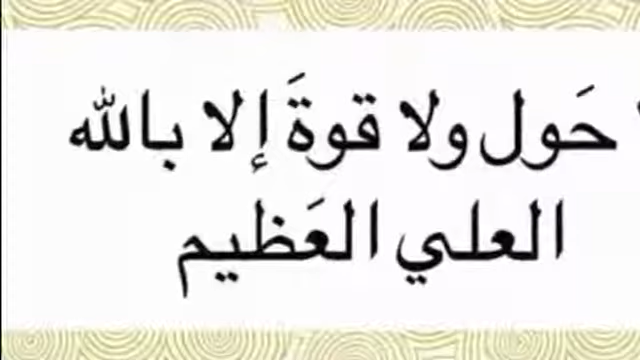 حَول ولا قوةَ إلا بالله
العلي العَظيم